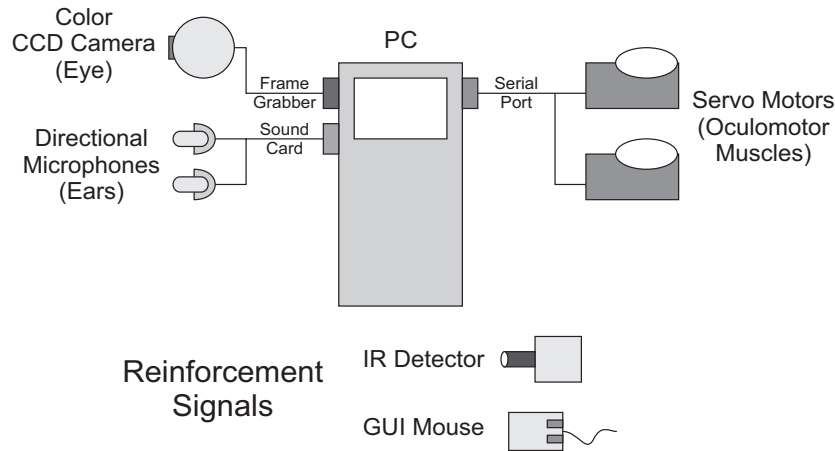 Color
CCD Camera
(Eye)
PC
Frame
Grabber
Serial
Port
Servo Motors
(Oculomotor
Muscles)
Directional
Microphones
(Ears)
Sound
Card
Reinforcement
Signals
IR Detector
GUI Mouse